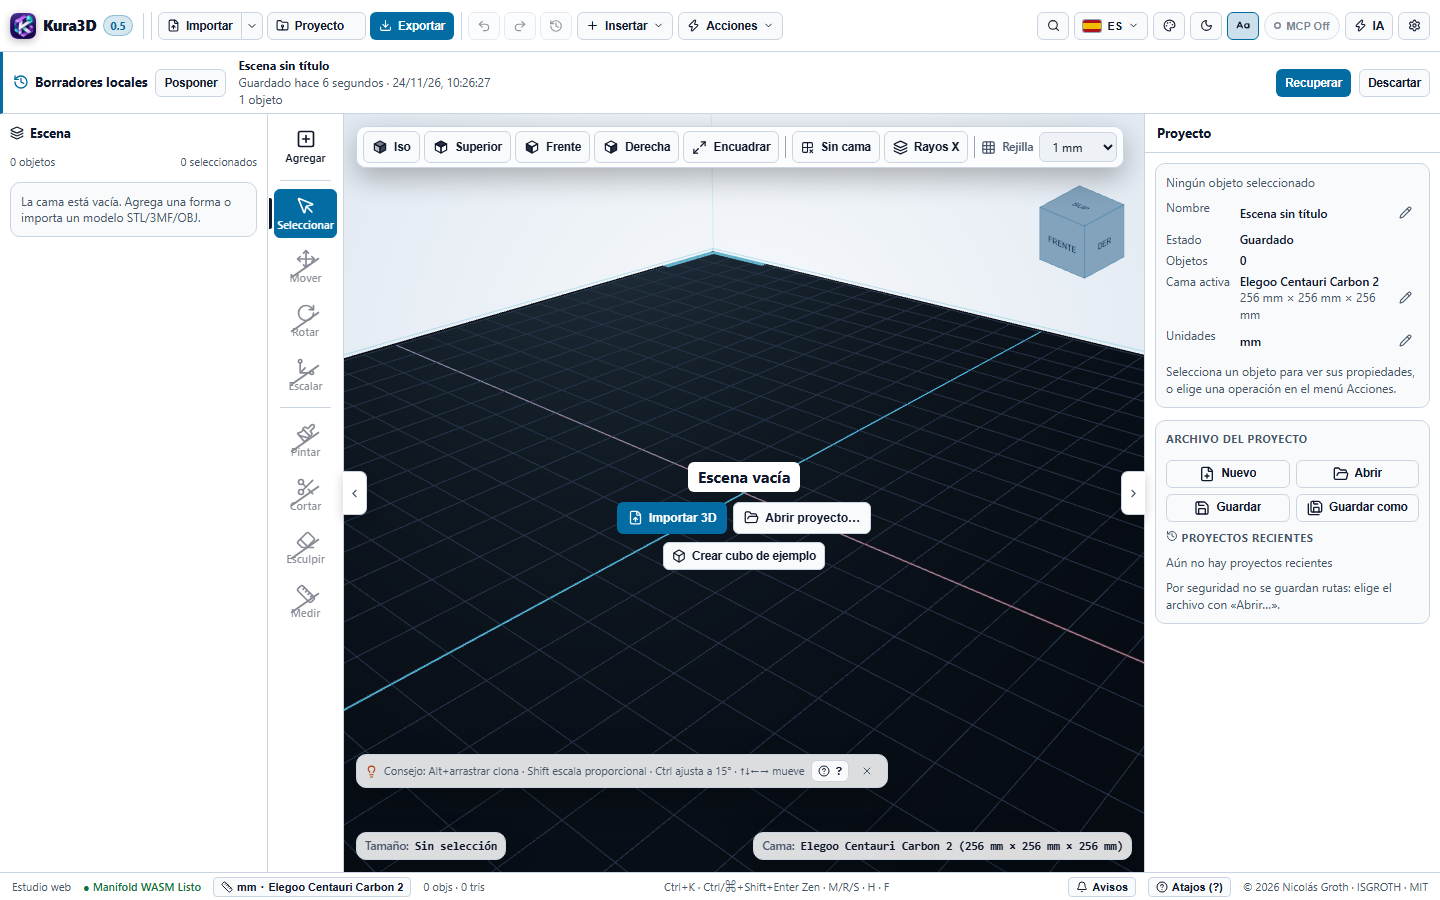 Kura3D 0.5 Importar Proyecto Exportar Insertar Acciones ES Aa MCP Off IA
Borradores locales Posponer
Escena sin título
Guardado hace 6 segundos · 24/11/26, 10:26:27
1 objeto
Recuperar Descartar
Escena
0 objetos 0 seleccionados
La cama está vacía. Agrega una forma o
importa un modelo STL/3MF/OBJ.
Agregar
Seleccionar
Mover
Rotar
Escalar
Pintar
Cortar
Esculpir
Medir
Iso Superior Frente Derecha Encuadrar Sin cama Rayos X Rejilla 1 mm
SUP
FRENTE DER
Escena vacía
Importar 3D Abrir proyecto...
Crear cubo de ejemplo
Consejo: Alt+arrastrar clona · Shift escala proporcional · Ctrl ajusta a 15° · ↑↓←→ mueve ?
Tamaño: Sin selección
Cama: Elegoo Centauri Carbon 2 (256 mm × 256 mm × 256 mm)
Proyecto
Ningún objeto seleccionado
Nombre Escena sin título
Estado Guardado
Objetos 0
Cama activa Elegoo Centauri Carbon 2
256 mm × 256 mm × 256
mm
Unidades mm
Selecciona un objeto para ver sus propiedades,
o elige una operación en el menú Acciones.
ARCHIVO DEL PROYECTO
Nuevo Abrir
Guardar Guardar como
PROYECTOS RECIENTES
Aún no hay proyectos recientes
Por seguridad no se guardan rutas: elige el
archivo con «Abrir...».
Estudio web ● Manifold WASM Listo mm · Elegoo Centauri Carbon 2 0 objs · 0 tris Ctrl+K · Ctrl/⌘+Shift+Enter Zen · M/R/S · H · F Avisos Atajos (?) © 2026 Nicolás Groth · ISGROTH · MIT